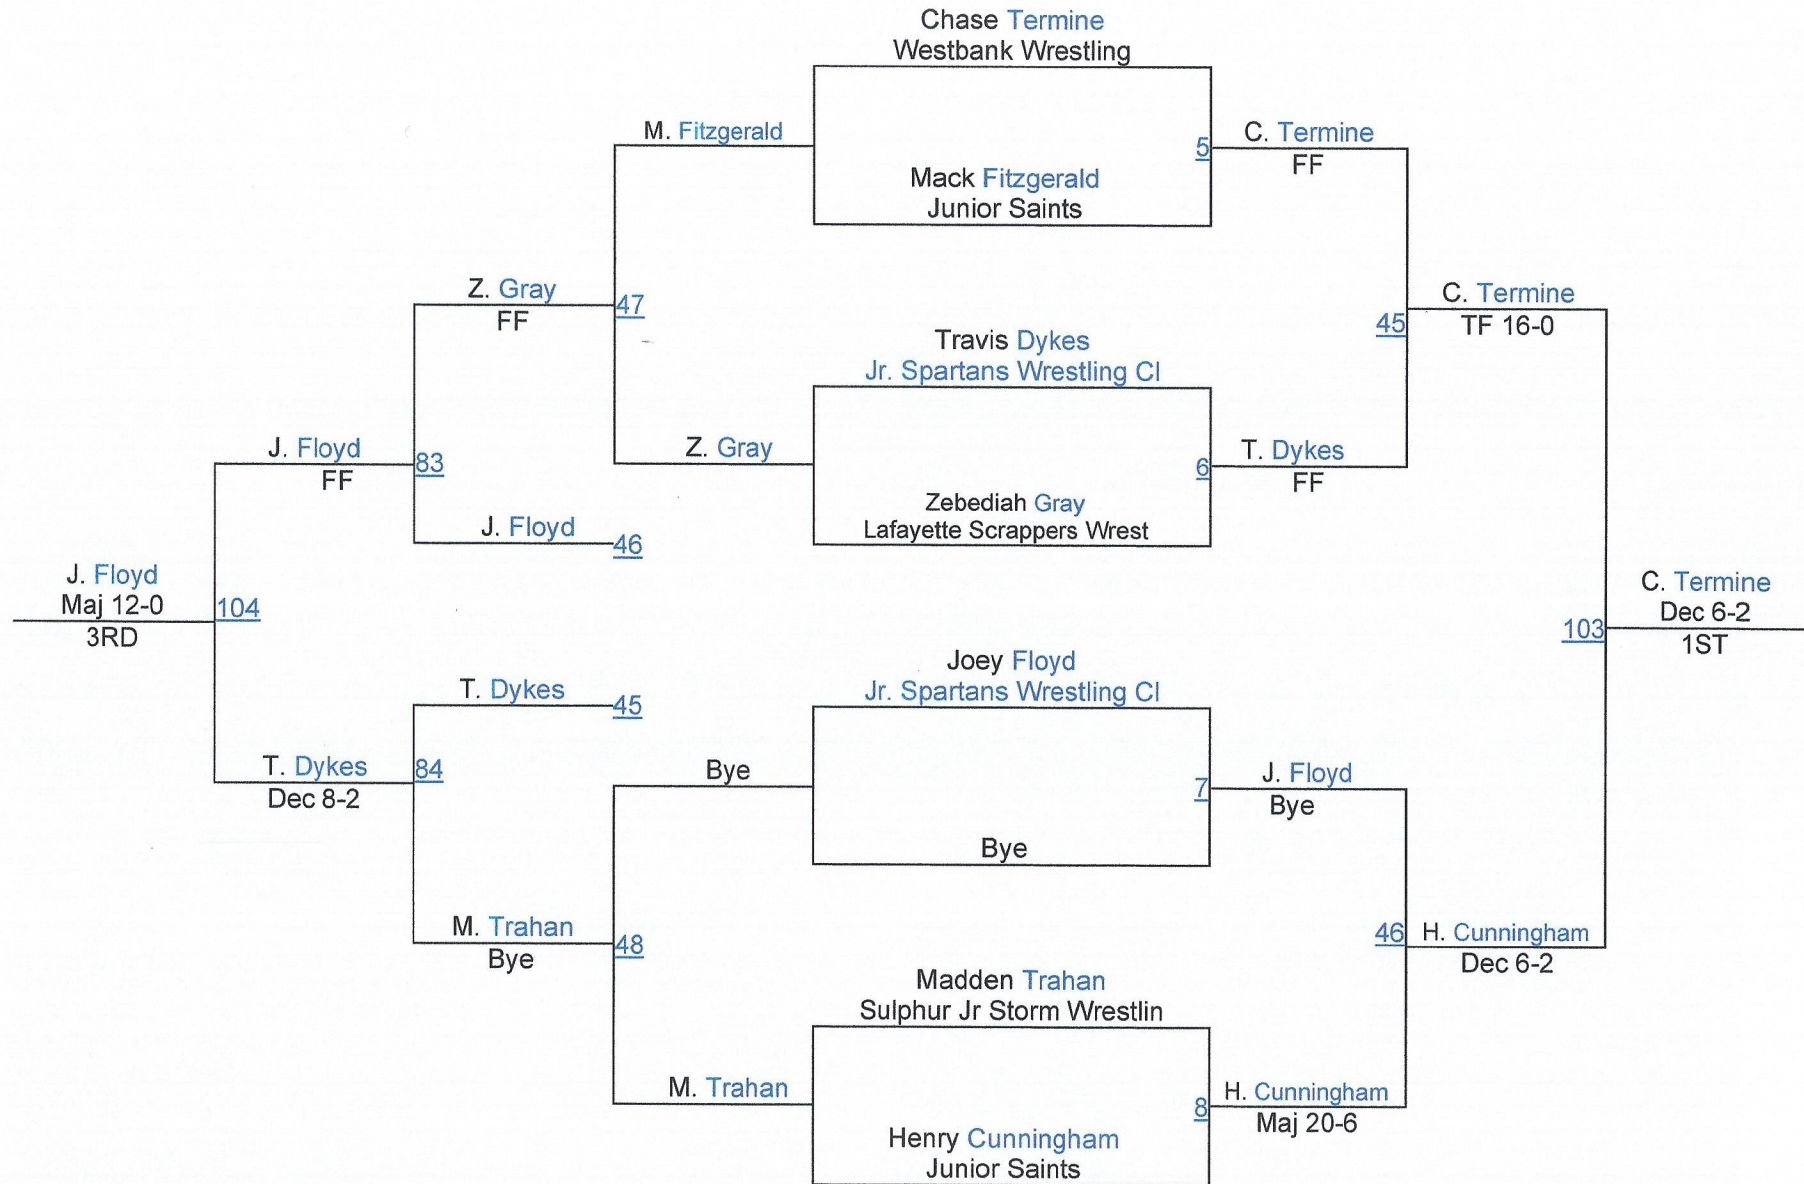 Chase Termine
Westbank Wrestling
M. Fitzgerald
5
C. Termine
FF
Mack Fitzgerald
Junior Saints
Z. Gray
FF
47
C. Termine
TF 16-0
45
Travis Dykes
Jr. Spartans Wrestling Cl
J. Floyd
FF
83
Z. Gray
6
T. Dykes
FF
Zebediah Gray
Lafayette Scrappers Wrest
J. Floyd
46
J. Floyd
Maj 12-0
3RD
104
C. Termine
Dec 6-2
1ST
103
Joey Floyd
Jr. Spartans Wrestling Cl
T. Dykes
45
T. Dykes
Dec 8-2
84
Bye
7
J. Floyd
Bye
Bye
M. Trahan
Bye
48
46
H. Cunningham
Dec 6-2
Madden Trahan
Sulphur Jr Storm Wrestlin
M. Trahan
8
H. Cunningham
Maj 20-6
Henry Cunningham
Junior Saints